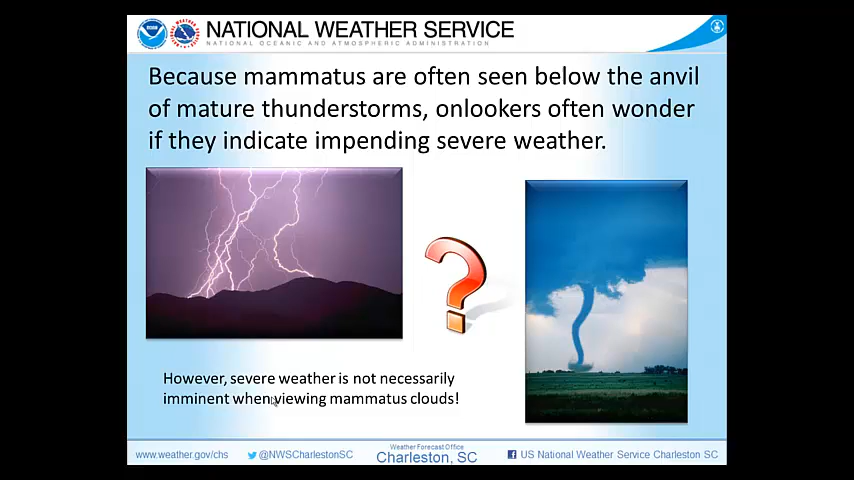 NATIONAL WEATHER SERVICE
NATIONAL OCEANIC AND ATMOSPHERIC ADMINISTRATION
Because mammatus are often seen below the anvil
of mature thunderstorms, onlookers often wonder
if they indicate impending severe weather.
?
However, severe weather is not necessarily
imminent when viewing mammatus clouds!
www.weather.gov/chs
@NWSCharlestonSC
Weather Forecast Office
Charleston, SC
US National Weather Service Charleston SC